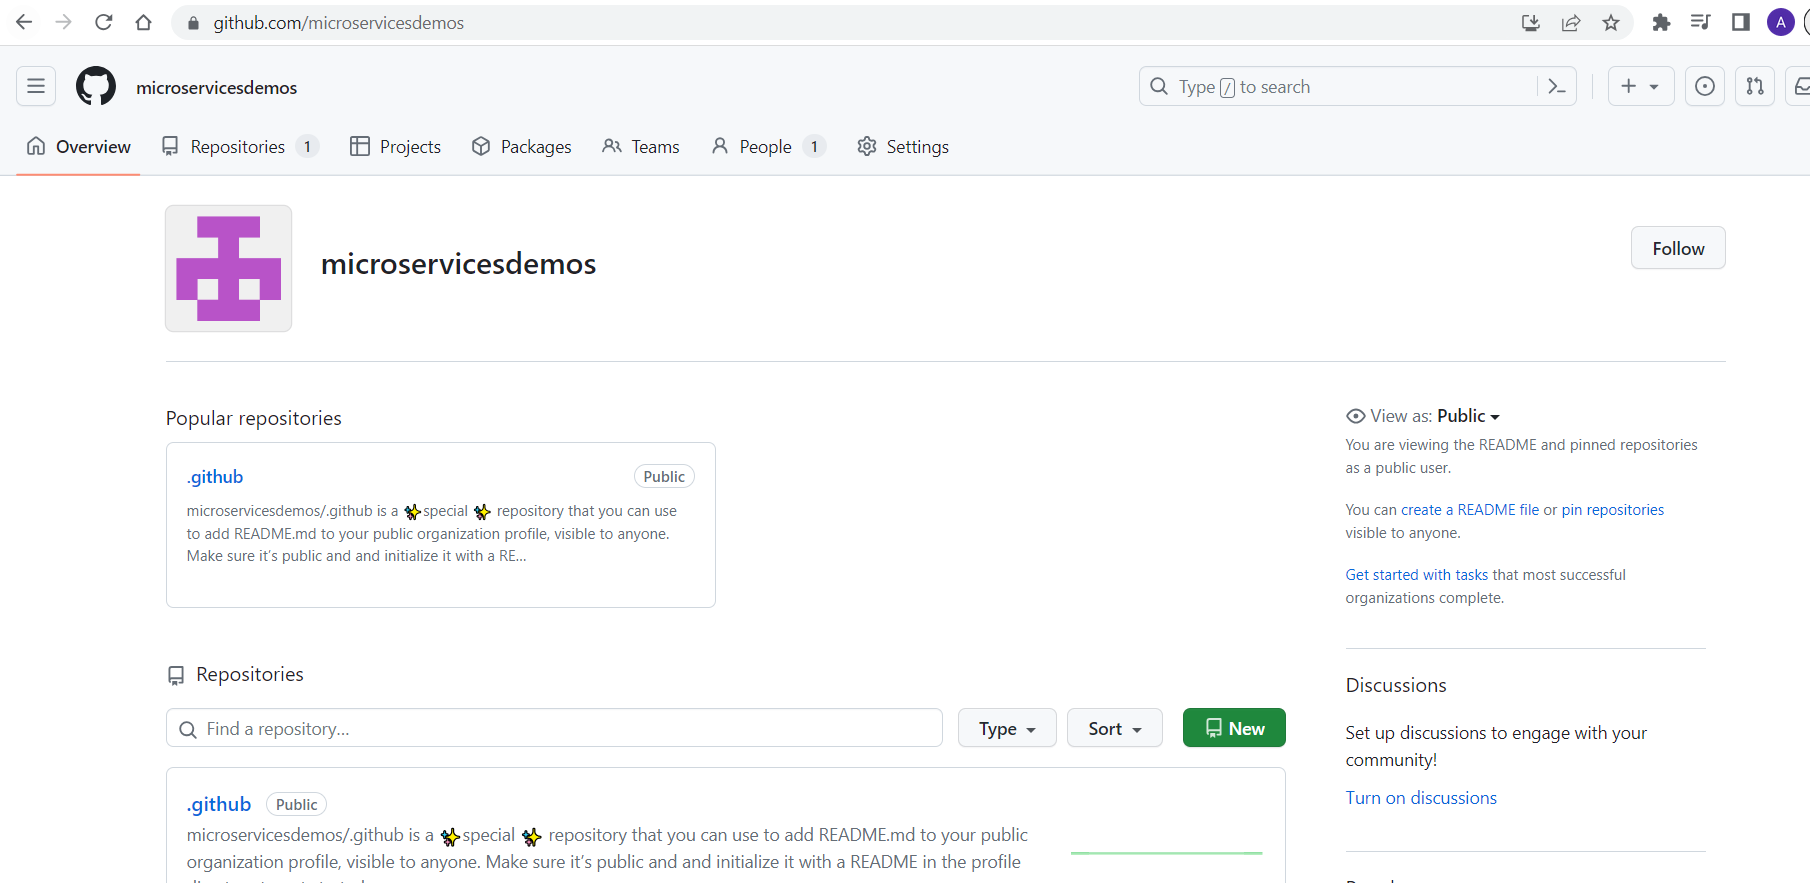 github.com/microservicesdemos
A
microservicesdemos
Type / to search
Overview
Repositories 1
Projects
Packages
Teams
People 1
Settings
microservicesdemos
Follow
Popular repositories
.github
Public
microservicesdemos/.github is a ✨special ✨ repository that you can use
to add README.md to your public organization profile, visible to anyone.
Make sure it's public and and initialize it with a RE...
View as: Public
You are viewing the README and pinned repositories
as a public user.
You can create a README file or pin repositories
visible to anyone.
Get started with tasks that most successful
organizations complete.
Repositories
Find a repository...
Type
Sort
New
.github
Public
microservicesdemos/.github is a ✨special ✨ repository that you can use to add README.md to your public
organization profile, visible to anyone. Make sure it's public and and initialize it with a README in the profile
Discussions
Set up discussions to engage with your
community!
Turn on discussions